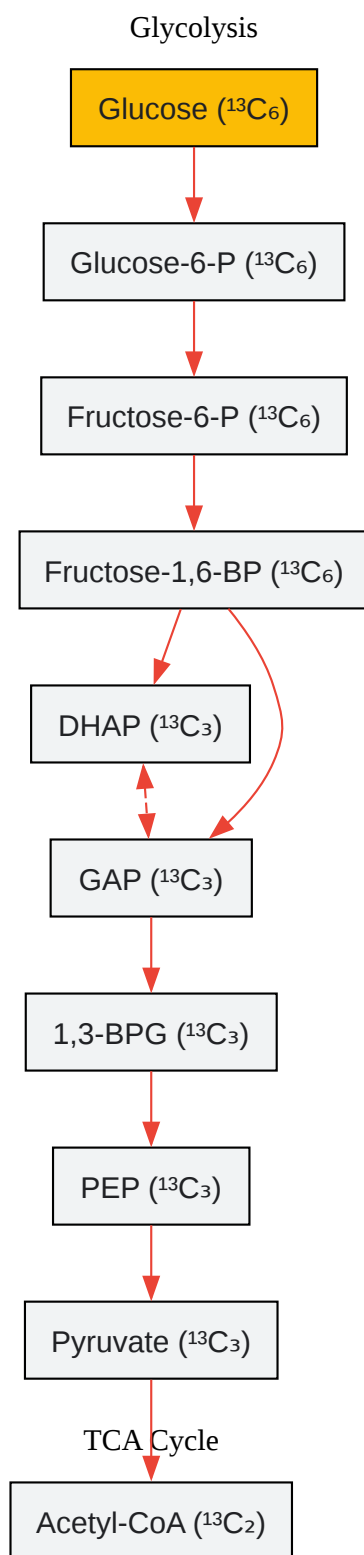 Glycolysis
Glucose (¹³C₆)
Glucose-6-P (¹³C₆)
Fructose-6-P (¹³C₆)
Fructose-1,6-BP (¹³C₆)
DHAP (¹³C₃)
GAP (¹³C₃)
1,3-BPG (¹³C₃)
PEP (¹³C₃)
Pyruvate (¹³C₃)
TCA Cycle
Acetyl-CoA (¹³C₂)